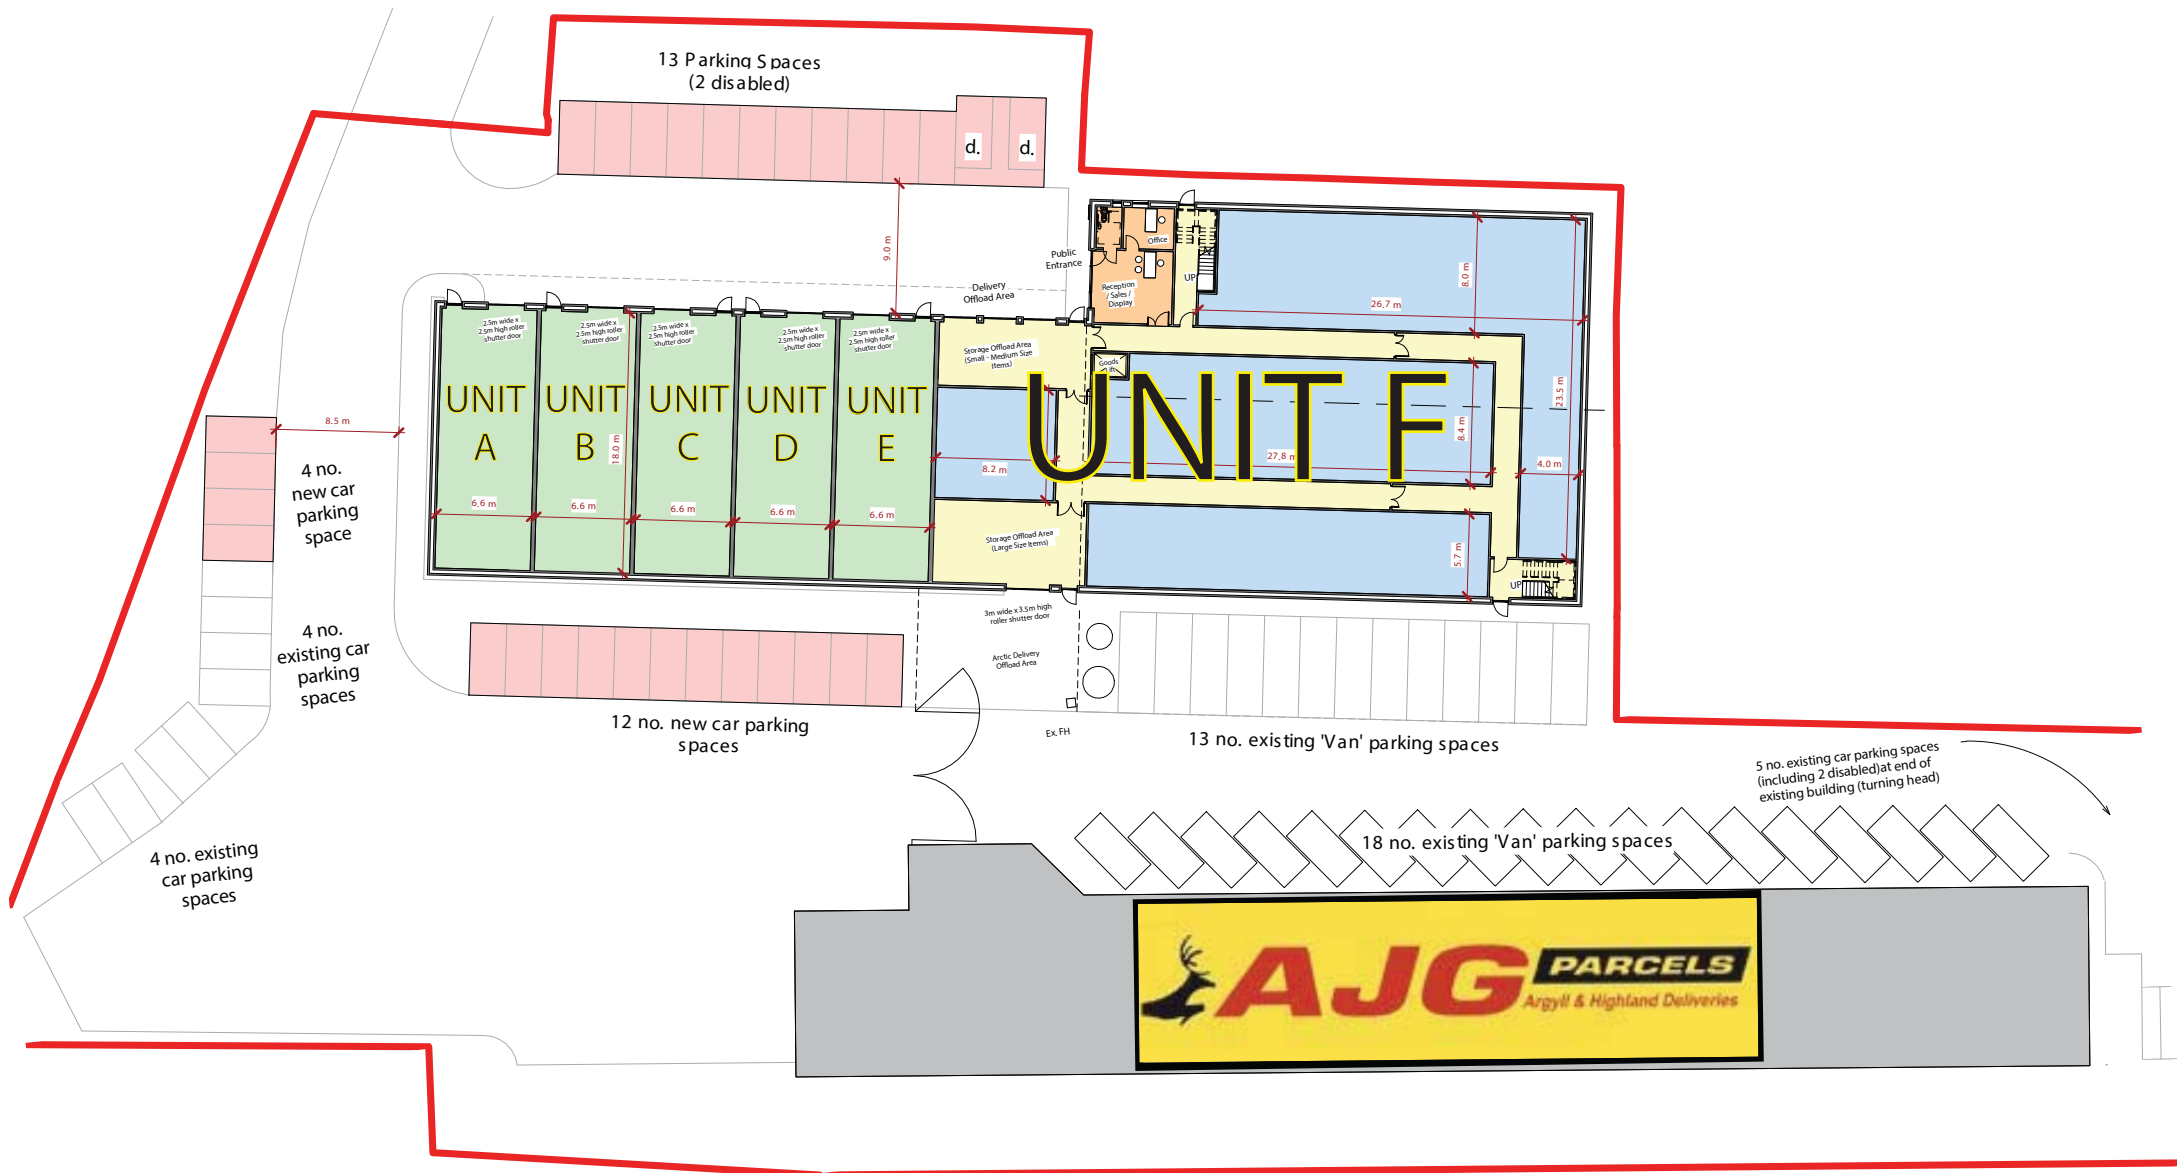 13 Parking Spaces
(2 disabled)
d.
d.
9.0 m
Public
Entrance
Office
UP
Reception
/ Sales /
Display
Delivery
Offload Area
8.0 m
26.7 m
2.5m wide x
2.5m high roller
shutter door
2.5m wide x
2.5m high roller
shutter door
2.5m wide x
2.5m high roller
shutter door
2.5m wide x
2.5m high roller
shutter door
2.5m wide x
2.5m high roller
shutter door
Storage Offload Area
(Small - Medium Size
Items)
Goods
Lift
UNIT
A
UNIT
B
UNIT
C
UNIT
D
UNIT
E
UNIT F
18.0 m
8.5 m
8.2 m
27.8 m
8.4 m
23.5 m
4.0 m
6.6 m
6.6 m
6.6 m
6.6 m
6.6 m
4 no.
new car
parking
space
Storage Offload Area
(Large Size Items)
5.7 m
UP
3m wide x 3.5m high
roller shutter door
Arctic Delivery
Offload Area
4 no.
existing car
parking
spaces
12 no. new car parking
spaces
Ex. FH
13 no. existing 'Van' parking spaces
5 no. existing car parking spaces
(including 2 disabled)at end of
existing building (turning head)
18 no. existing 'Van' parking spaces
4 no. existing
car parking
spaces
AJG
PARCELS
Argyll & Highland Deliveries